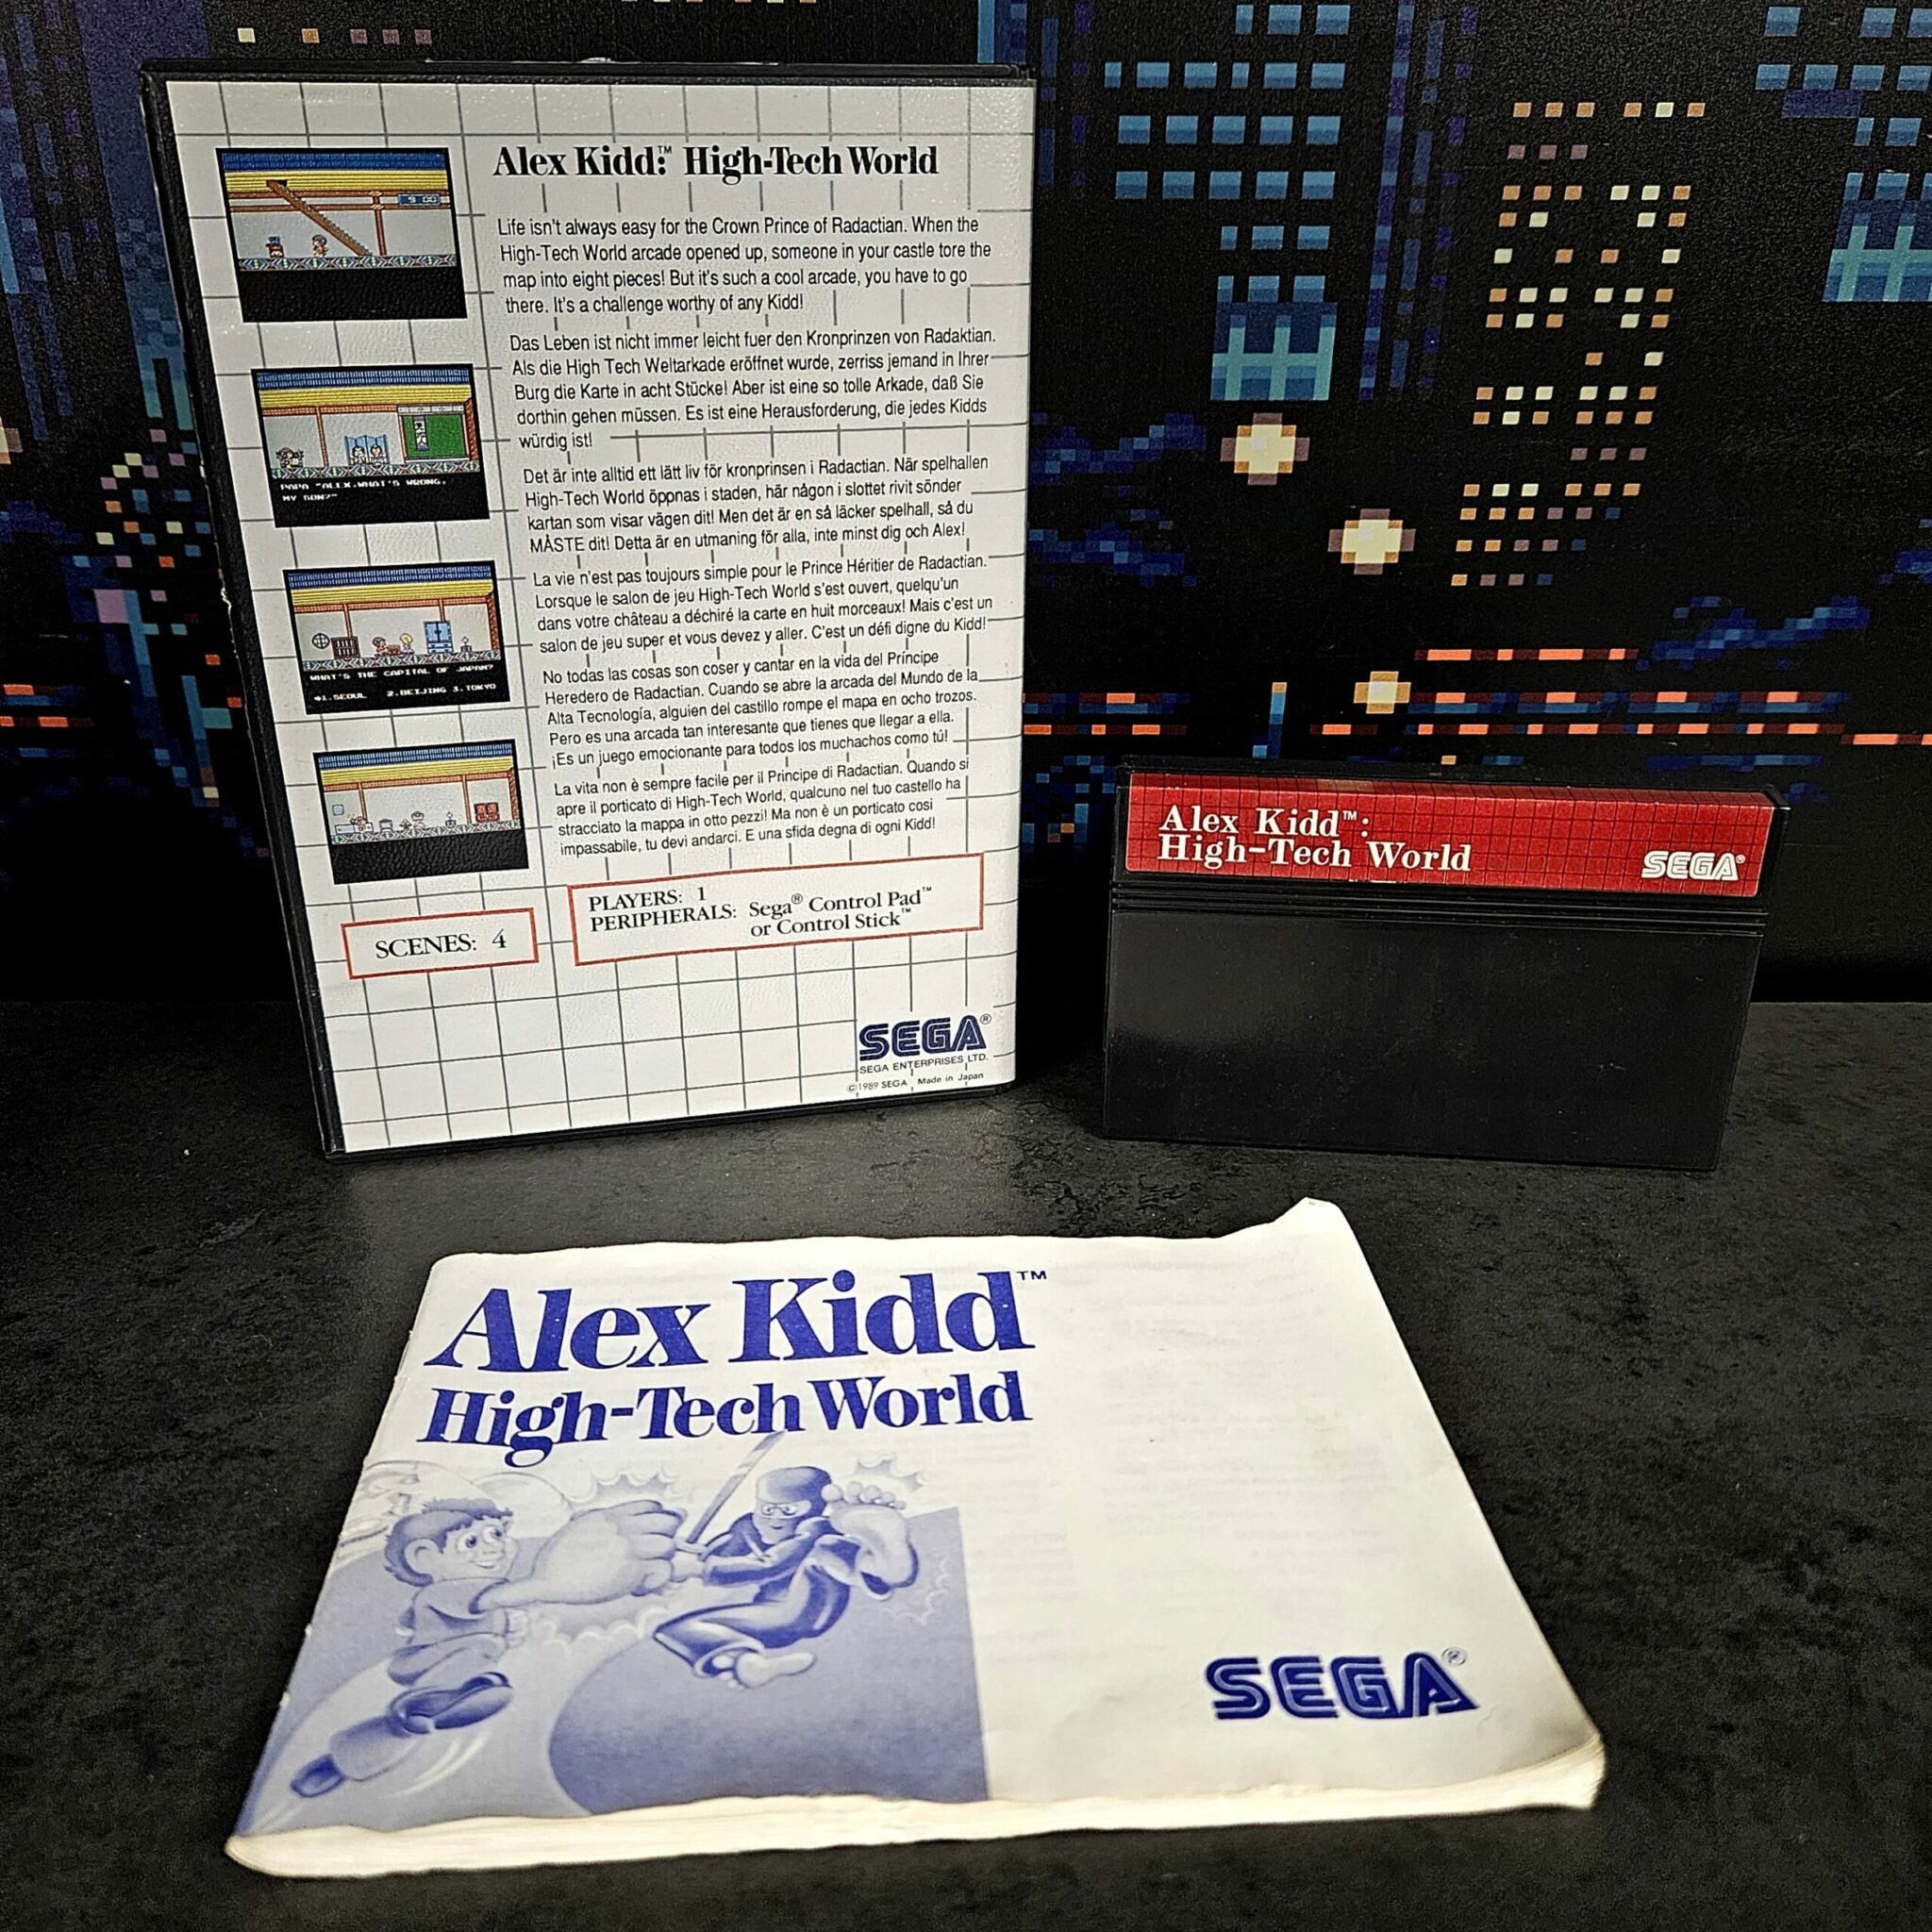 Alex Kidd:™ High-Tech World
Life isn't always easy for the Crown Prince of Radactian. When the
High-Tech World arcade opened up, someone in your castle tore the
map into eight pieces! But it's such a cool arcade, you have to go
there. It's a challenge worthy of any Kidd!
Das Leben ist nicht immer leicht fuer den Kronprinzen von Radaktian.
Als die High Tech Weltarkade eröffnet wurde, zerriss jemand in Ihrer
Burg die Karte in acht Stücke! Aber ist eine so tolle Arkade, daß Sie
dorthin gehen müssen. Es ist eine Herausforderung, die jedes Kidds
würdig ist!
Det är inte alltid ett lätt liv för kronprinsen i Radactian. När spelhallen
High-Tech World öppnas i staden, här någon i slottet rivit sönder
kartan som visar vägen dit! Men det är en så läcker spelhall, så du
MÅSTE dit! Detta är en utmaning för alla, inte minst dig och Alex!
La vie n'est pas toujours simple pour le Prince Héritier de Radactian.
Lorsque le salon de jeu High-Tech World s'est ouvert, quelqu'un
dans votre château a déchiré la carte en huit morceaux! Mais c'est un
salon de jeu super et vous devez y aller. C'est un défi digne du Kidd!
No todas las cosas son coser y cantar en la vida del Príncipe
Heredero de Radactian. Cuando se abre la arcada del Mundo de la
Alta Tecnología, alguien del castillo rompe el mapa en ocho trozos.
Pero es una arcada tan interesante que tienes que llegar a ella.
¡Es un juego emocionante para todos los muchachos como tú!
La vita non è sempre facile per il Principe di Radactian. Quando si
apre il porticato di High-Tech World, qualcuno nel tuo castello ha
stracciato la mappa in otto pezzi! Ma non è un porticato cosi
impassabile, tu devi andarci. E una sfida degna di ogni Kidd!
9:00
PAPA "ALEX,WHAT'S WRONG,
MY SON?"
WHAT'S THE CAPITAL OF JAPAN?
1.SEOUL 2.BEIJING 3.TOKYO
SCENES: 4
PLAYERS: 1
PERIPHERALS: Sega® Control Pad™
or Control Stick™
SEGA®
SEGA ENTERPRISES LTD.
©1989 SEGA Made in Japan
Alex Kidd™:
High-Tech World
SEGA®
Alex Kidd™
High-Tech World
SEGA®